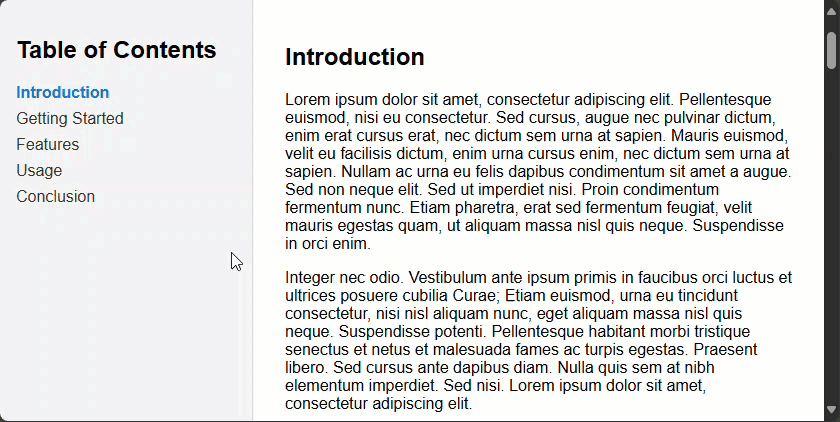 Table of Contents
Introduction
Getting Started
Features
Usage
Conclusion
Introduction
Lorem ipsum dolor sit amet, consectetur adipiscing elit. Pellentesque
euismod, nisi eu consectetur. Sed cursus, augue nec pulvinar dictum,
enim erat cursus erat, nec dictum sem urna at sapien. Mauris euismod,
velit eu facilisis dictum, enim urna cursus enim, nec dictum sem urna at
sapien. Nullam ac urna eu felis dapibus condimentum sit amet a augue.
Sed non neque elit. Sed ut imperdiet nisi. Proin condimentum
fermentum nunc. Etiam pharetra, erat sed fermentum feugiat, velit
mauris egestas quam, ut aliquam massa nisl quis neque. Suspendisse
in orci enim.
Integer nec odio. Vestibulum ante ipsum primis in faucibus orci luctus et
ultrices posuere cubilia Curae; Etiam euismod, urna eu tincidunt
consectetur, nisi nisl aliquam nunc, eget aliquam massa nisl quis
neque. Suspendisse potenti. Pellentesque habitant morbi tristique
senectus et netus et malesuada fames ac turpis egestas. Praesent
libero. Sed cursus ante dapibus diam. Nulla quis sem at nibh
elementum imperdiet. Sed nisi. Lorem ipsum dolor sit amet,
consectetur adipiscing elit.